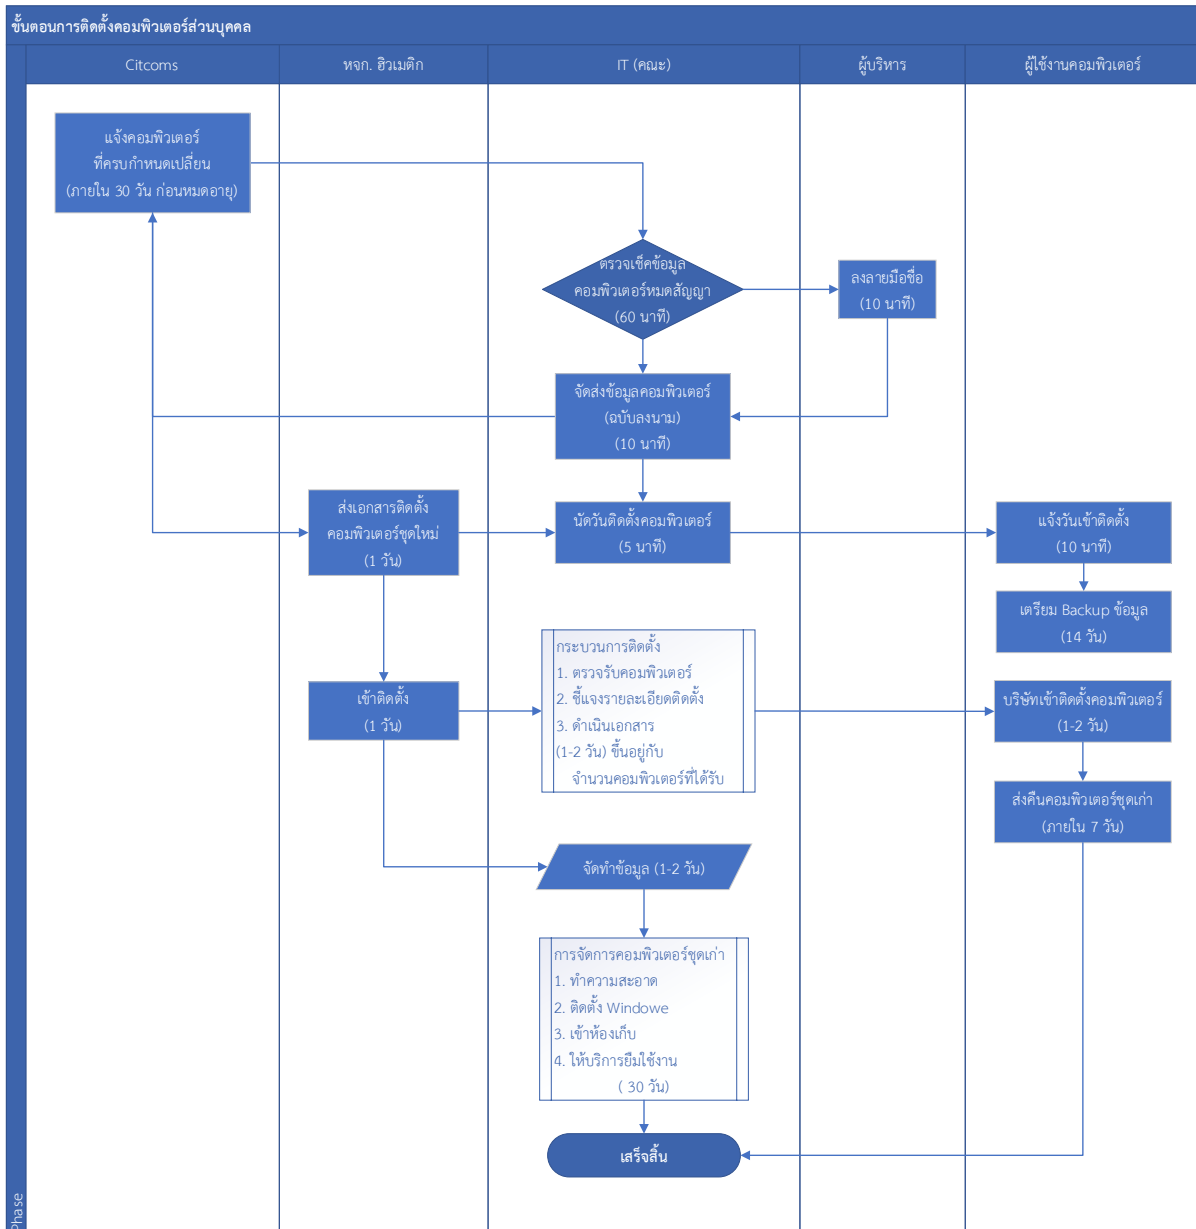 ขั้นตอนการติดตั้งคอมพิวเตอร์ส่วนบุคคล
Citcoms
หจก. ฮิวเมติก
IT (คณะ)
ผู้บริหาร
ผู้ใช้งานคอมพิวเตอร์
แจ้งคอมพิวเตอร์
ที่ครบกำหนดเปลี่ยน
(ภายใน 30 วัน ก่อนหมดอายุ)
ตรวจเช็คข้อมูล
คอมพิวเตอร์หมดสัญญา
(60 นาที)
ลงลายมือชื่อ
(10 นาที)
จัดส่งข้อมูลคอมพิวเตอร์
(ฉบับลงนาม)
(10 นาที)
ส่งเอกสารติดตั้ง
คอมพิวเตอร์ชุดใหม่
(1 วัน)
นัดวันติดตั้งคอมพิวเตอร์
(5 นาที)
แจ้งวันเข้าติดตั้ง
(10 นาที)
เตรียม Backup ข้อมูล
(14 วัน)
กระบวนการติดตั้ง
1. ตรวจรับคอมพิวเตอร์
2. ชี้แจงรายละเอียดติดตั้ง
3. ดำเนินเอกสาร
(1-2 วัน) ขึ้นอยู่กับ
จำนวนคอมพิวเตอร์ที่ได้รับ
เข้าติดตั้ง
(1 วัน)
บริษัทเข้าติดตั้งคอมพิวเตอร์
(1-2 วัน)
ส่งคืนคอมพิวเตอร์ชุดเก่า
(ภายใน 7 วัน)
จัดทำข้อมูล (1-2 วัน)
การจัดการคอมพิวเตอร์ชุดเก่า
1. ทำความสะอาด
2. ติดตั้ง Windowe
3. เข้าห้องเก็บ
4. ให้บริการยืมใช้งาน
( 30 วัน)
เสร็จสิ้น
Phase